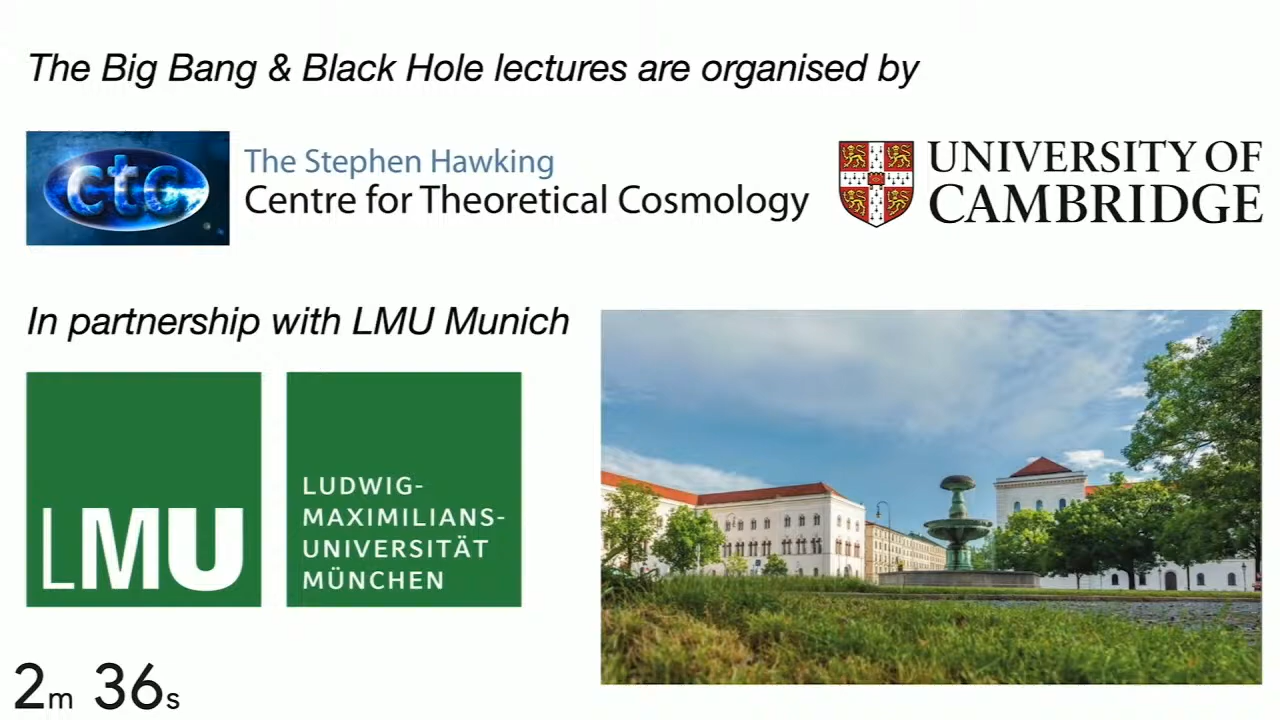 The Big Bang & Black Hole lectures are organised by
ctc
The Stephen Hawking
Centre for Theoretical Cosmology
UNIVERSITY OF
CAMBRIDGE
In partnership with LMU Munich
LMU
LUDWIG-
MAXIMILIANS-
UNIVERSITÄT
MÜNCHEN
2m 36s